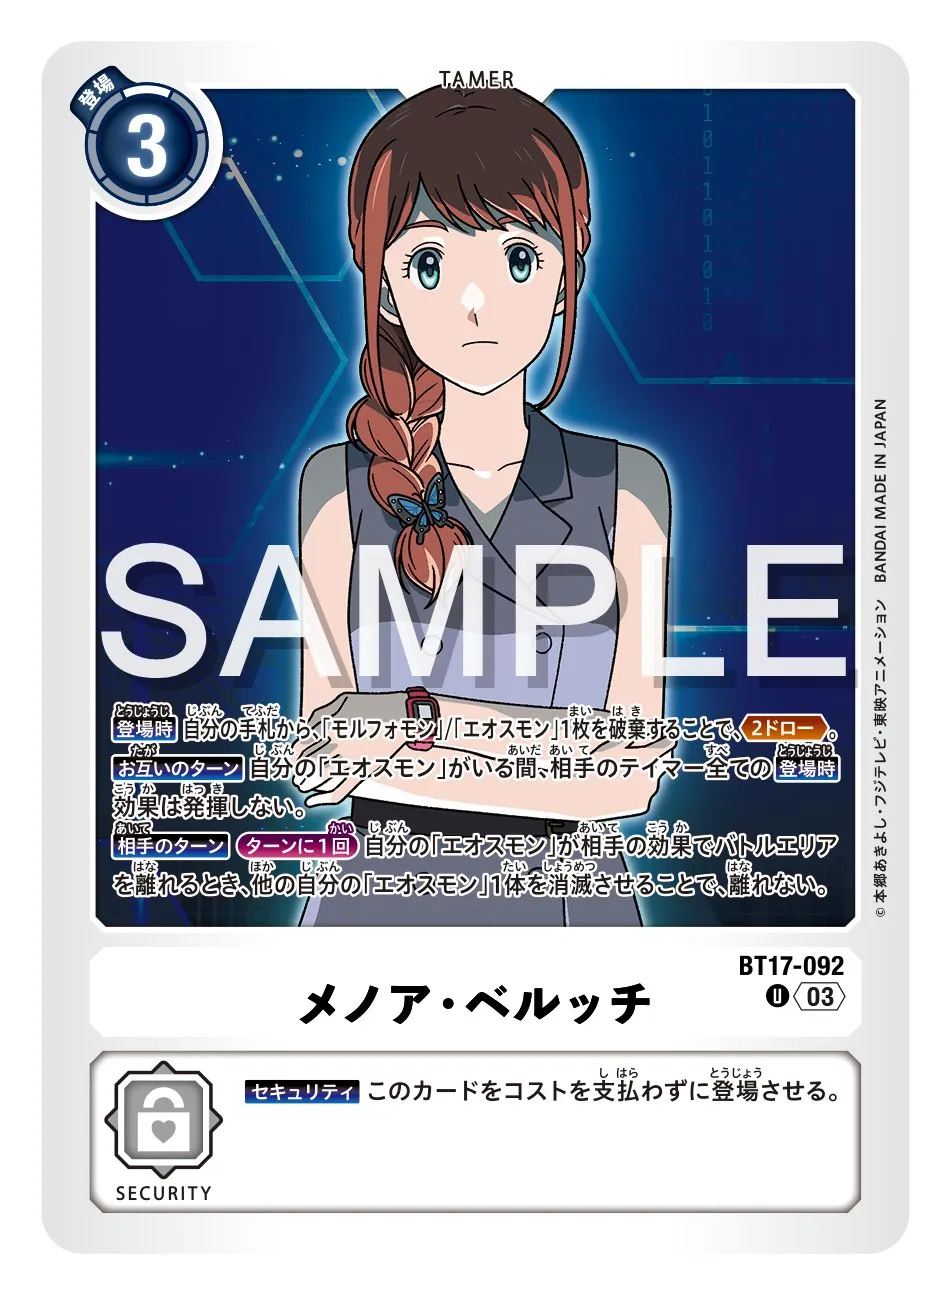 TAMER
登場
3
01011010101010
SAMPLE
登場時 自分の手札から、「モルフォモン」/「エオスモン」1枚を破棄することで、2ドロー。
お互いのターン 自分の「エオスモン」がいる間、相手のテイマー全ての 登場時
効果は発揮しない。
相手のターン ターンに1回 自分の「エオスモン」が相手の効果でバトルエリア
を離れるとき、他の自分の「エオスモン」1体を消滅させることで、離れない。
©本郷あきよし・フジテレビ・東映アニメーション BANDAI MADE IN JAPAN
BT17-092
U 03
メノア・ベルッチ
セキュリティ このカードをコストを支払わずに登場させる。
SECURITY